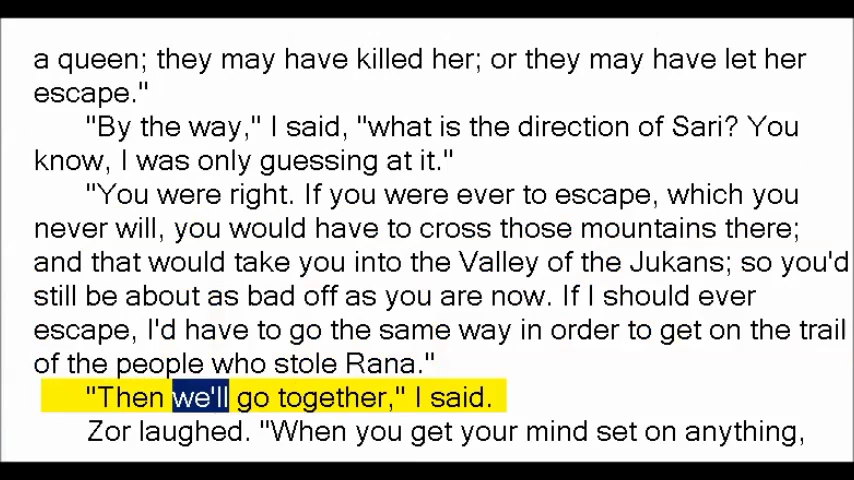 a queen; they may have killed her; or they may have let her
escape."
"By the way," I said, "what is the direction of Sari? You
know, I was only guessing at it."
"You were right. If you were ever to escape, which you
never will, you would have to cross those mountains there;
and that would take you into the Valley of the Jukans; so you'd
still be about as bad off as you are now. If I should ever
escape, I'd have to go the same way in order to get on the trail
of the people who stole Rana."
"Then we'll go together," I said.
Zor laughed. "When you get your mind set on anything,